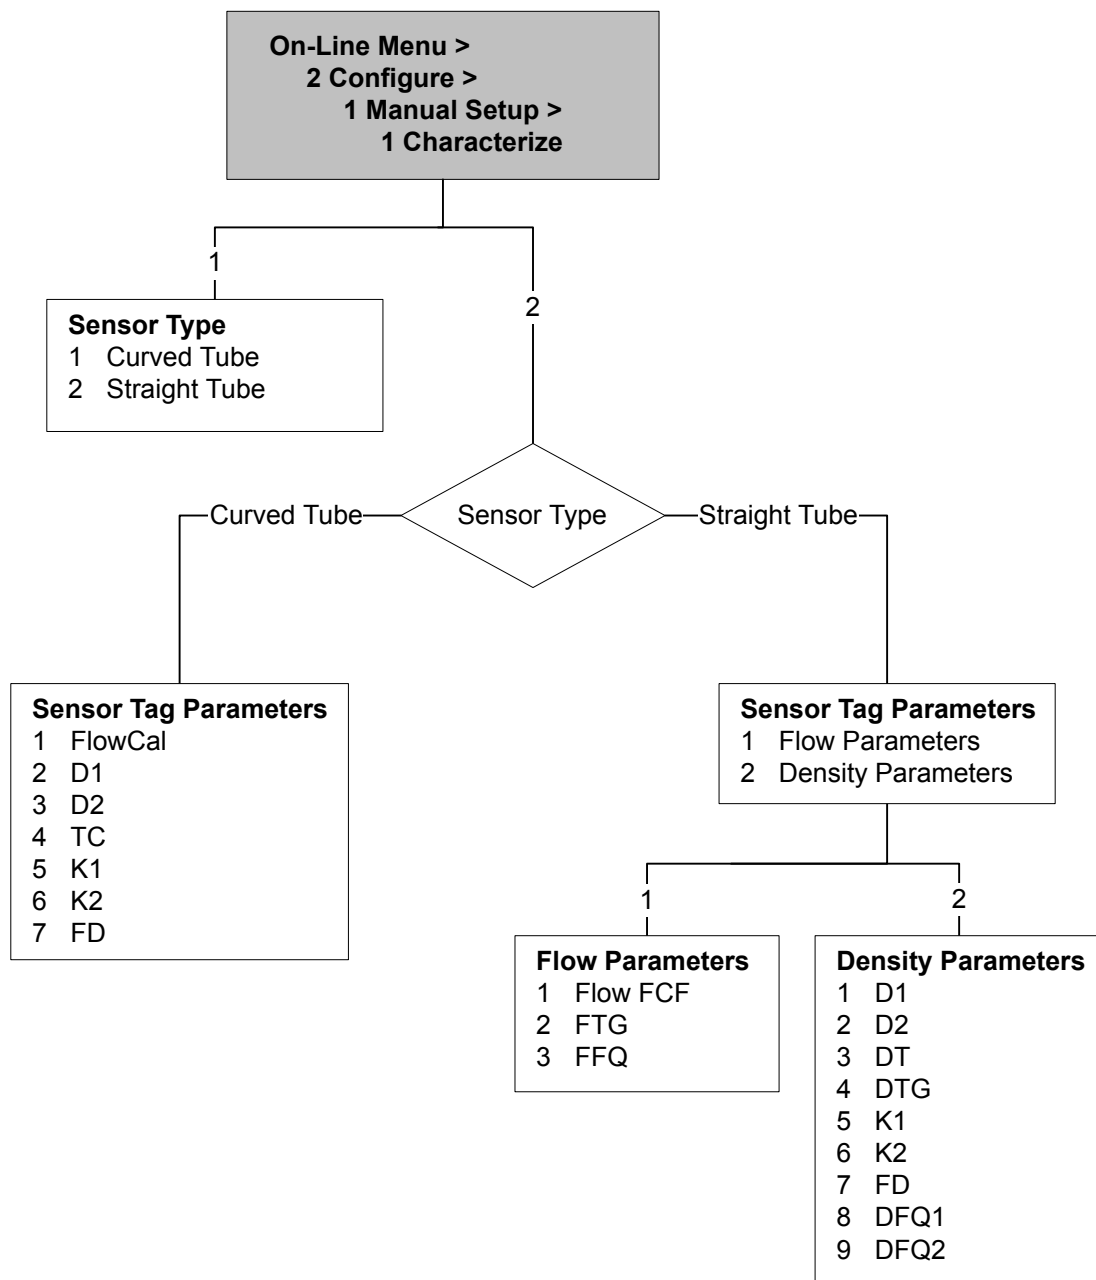 On-Line Menu >
2 Configure >
1 Manual Setup >
1 Characterize
1
2
Sensor Type
1 Curved Tube
2 Straight Tube
Curved Tube
Sensor Type
Straight Tube
Sensor Tag Parameters
1 FlowCal
2 D1
3 D2
4 TC
5 K1
6 K2
7 FD
Sensor Tag Parameters
1 Flow Parameters
2 Density Parameters
1
2
Flow Parameters
1 Flow FCF
2 FTG
3 FFQ
Density Parameters
1 D1
2 D2
3 DT
4 DTG
5 K1
6 K2
7 FD
8 DFQ1
9 DFQ2